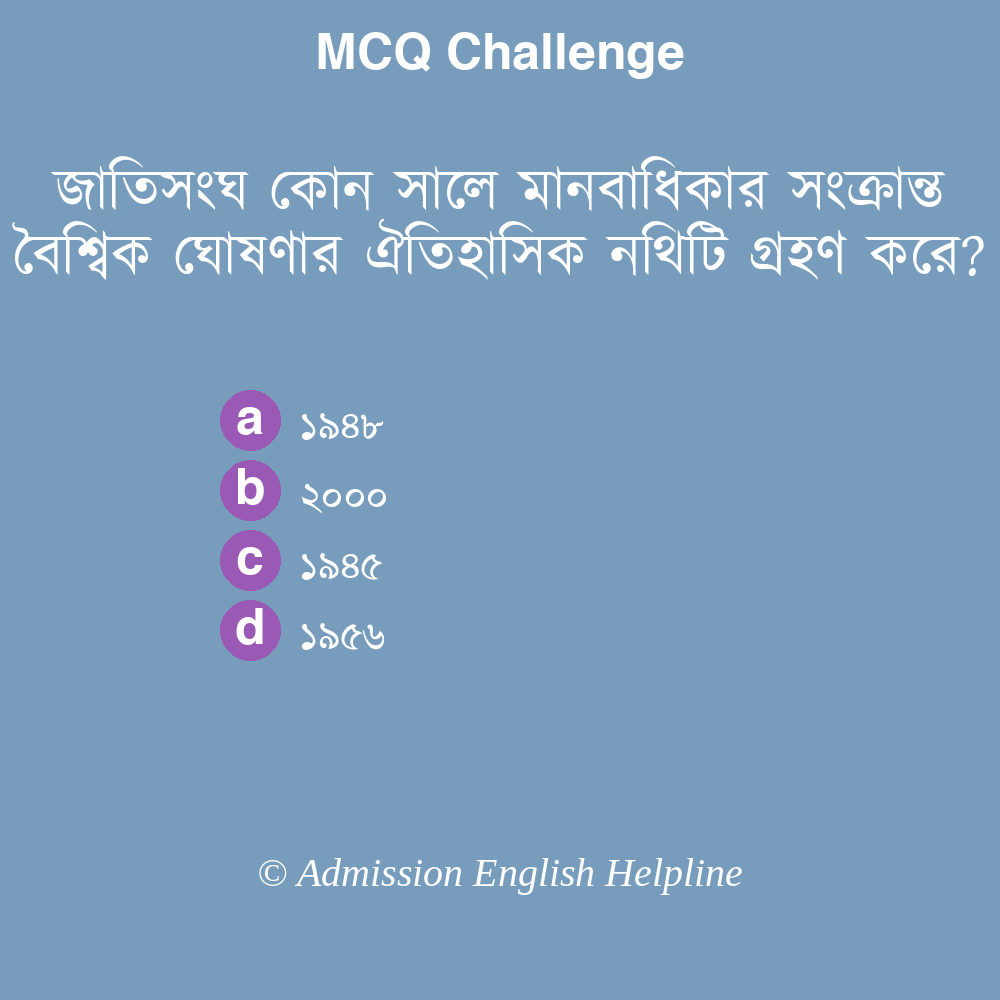 MCQ Challenge
জাতিসংঘ কোন সালে মানবাধিকার সংক্রান্ত
বৈশ্বিক ঘোষণার ঐতিহাসিক নথিটি গ্রহণ করে?
a ১৯৪৮
b ২০০০
c ১৯৪৫
d ১৯৫৬
© Admission English Helpline